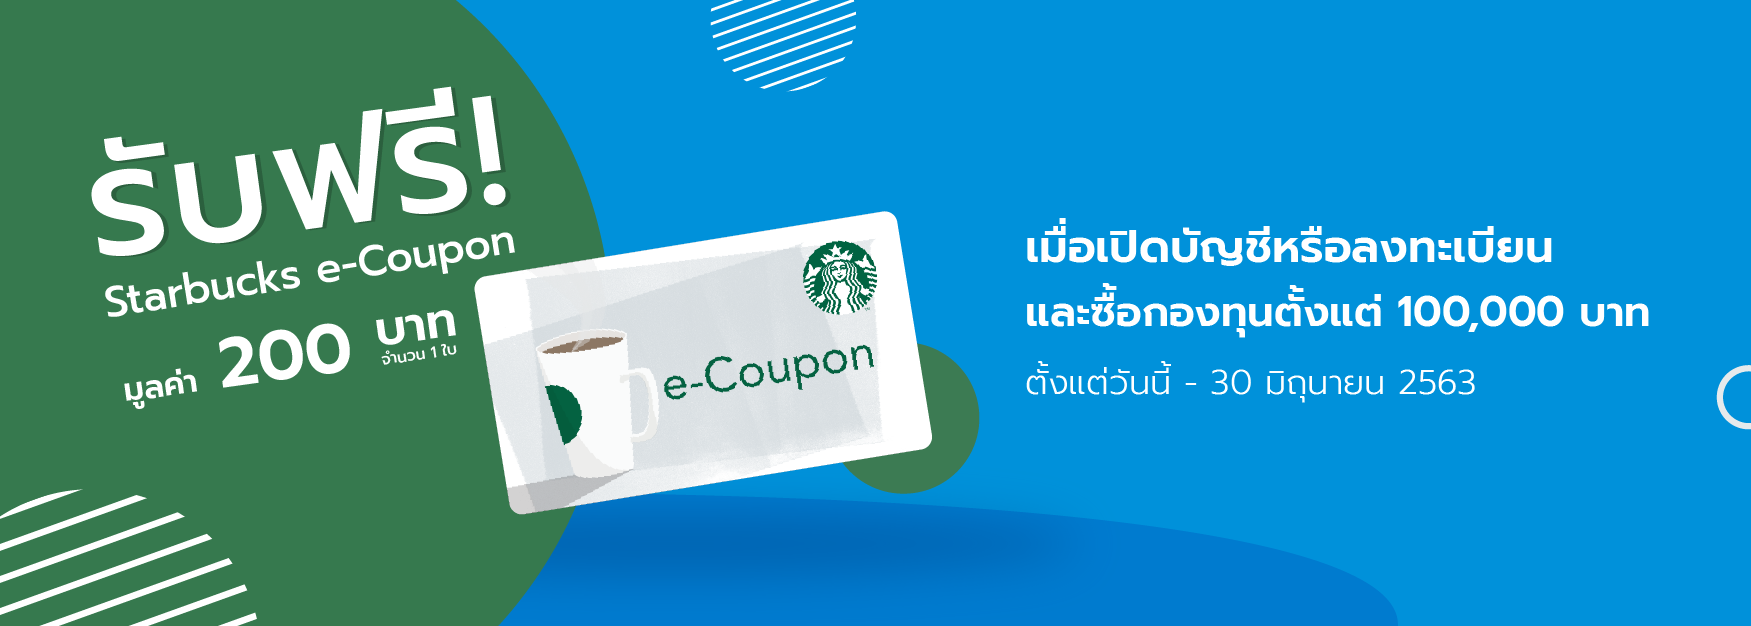 รับฟรี!
Starbucks e-Coupon
มูลค่า 200 บาท
จำนวน 1 ใบ
e-Coupon
เมื่อเปิดบัญชีหรือลงทะเบียน
และซื้อกองทุนตั้งแต่ 100,000 บาท
ตั้งแต่วันนี้ - 30 มิถุนายน 2563